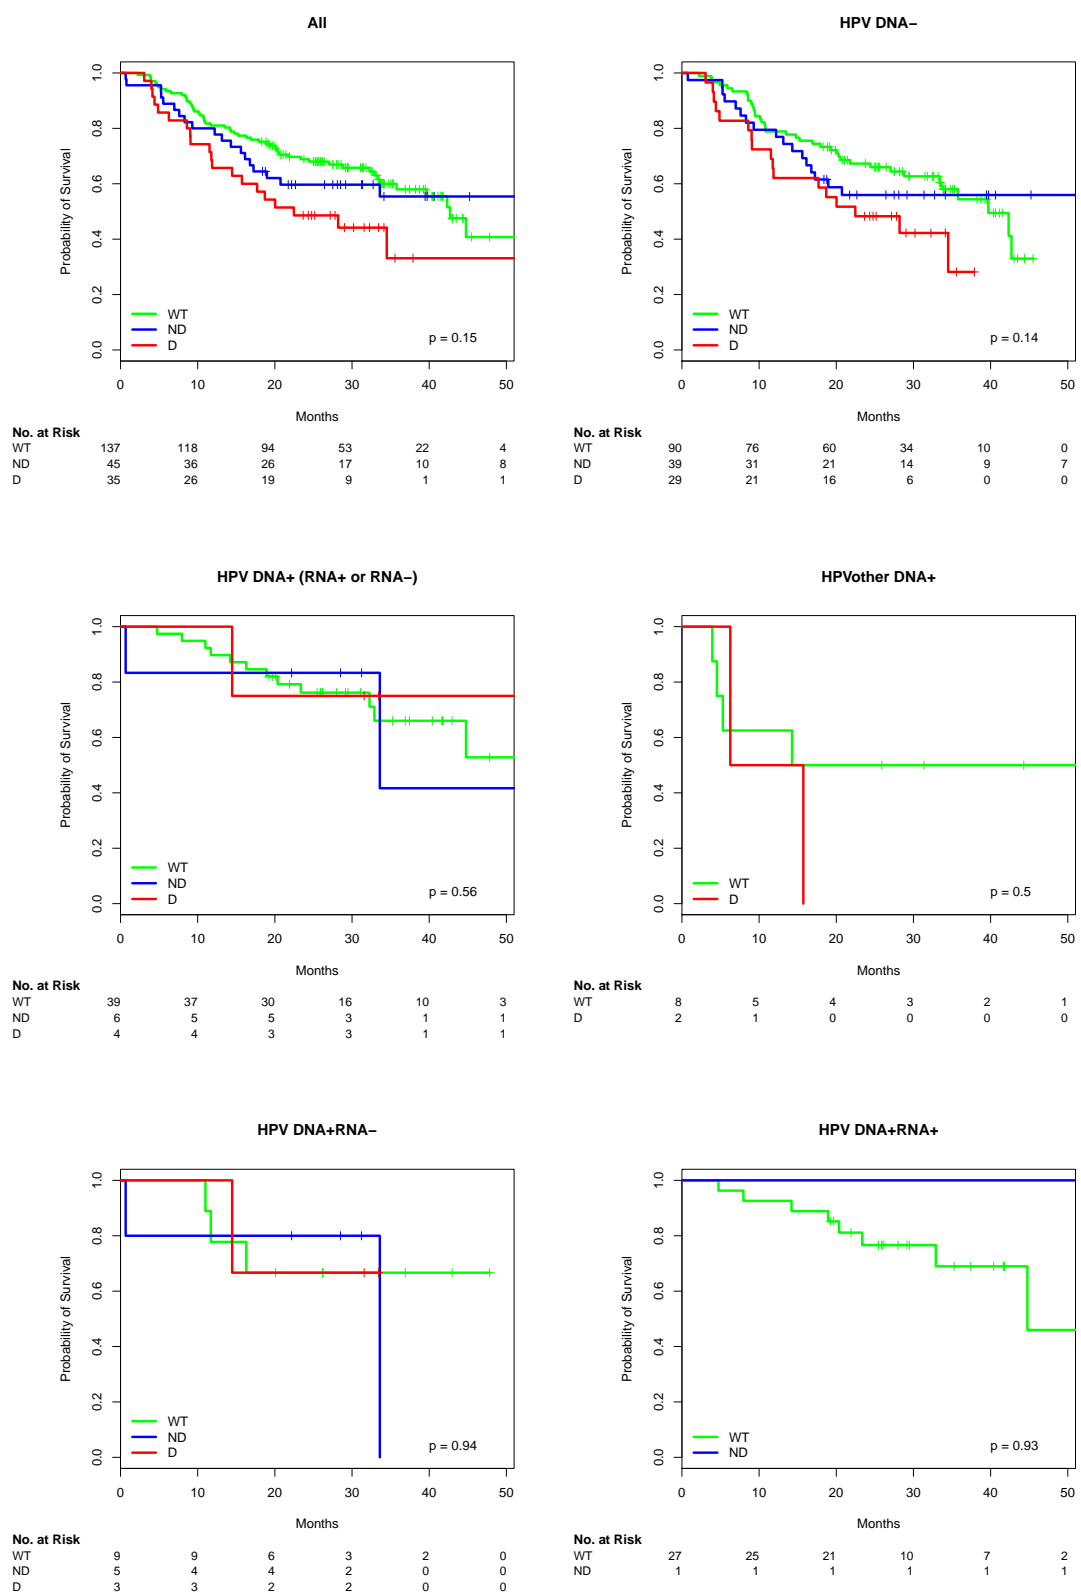 All
Probability of Survival
1.0
0.8
0.6
0.4
0.2
0.0
WT
ND
D
p = 0.15
0 10 20 30 40 50
Months
No. at Risk
WT 137 118 94 53 22 4
ND 45 36 26 17 10 8
D 35 26 19 9 1 1
HPV DNA−
Probability of Survival
1.0
0.8
0.6
0.4
0.2
0.0
WT
ND
D
p = 0.14
0 10 20 30 40 50
Months
No. at Risk
WT 90 76 60 34 10 0
ND 39 31 21 14 9 7
D 29 21 16 6 0 0
HPV DNA+ (RNA+ or RNA−)
Probability of Survival
1.0
0.8
0.6
0.4
0.2
0.0
WT
ND
D
p = 0.56
0 10 20 30 40 50
Months
No. at Risk
WT 39 37 30 16 10 3
ND 6 5 5 3 1 1
D 4 4 3 3 1 1
HPVother DNA+
Probability of Survival
1.0
0.8
0.6
0.4
0.2
0.0
WT
D
p = 0.5
0 10 20 30 40 50
Months
No. at Risk
WT 8 5 4 3 2 1
D 2 1 0 0 0 0
HPV DNA+RNA−
Probability of Survival
1.0
0.8
0.6
0.4
0.2
0.0
WT
ND
D
p = 0.94
0 10 20 30 40 50
Months
No. at Risk
WT 9 9 6 3 2 0
ND 5 4 4 2 0 0
D 3 3 2 2 0 0
HPV DNA+RNA+
Probability of Survival
1.0
0.8
0.6
0.4
0.2
0.0
WT
ND
p = 0.93
0 10 20 30 40 50
Months
No. at Risk
WT 27 25 21 10 7 2
ND 1 1 1 1 1 1